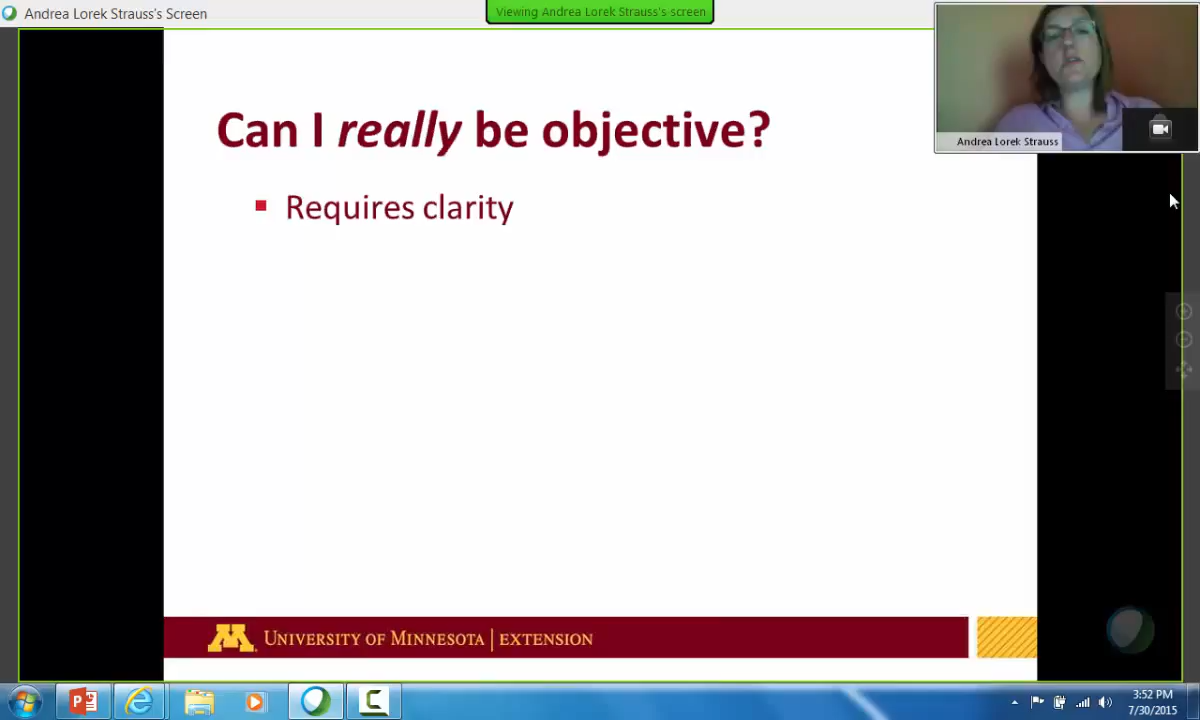 Andrea Lorek Strauss's Screen
Viewing Andrea Lorek Strauss's screen
Andrea Lorek Strauss
Can I really be objective?
Requires clarity
M
UNIVERSITY OF MINNESOTA | EXTENSION
3:52 PM
7/30/2015